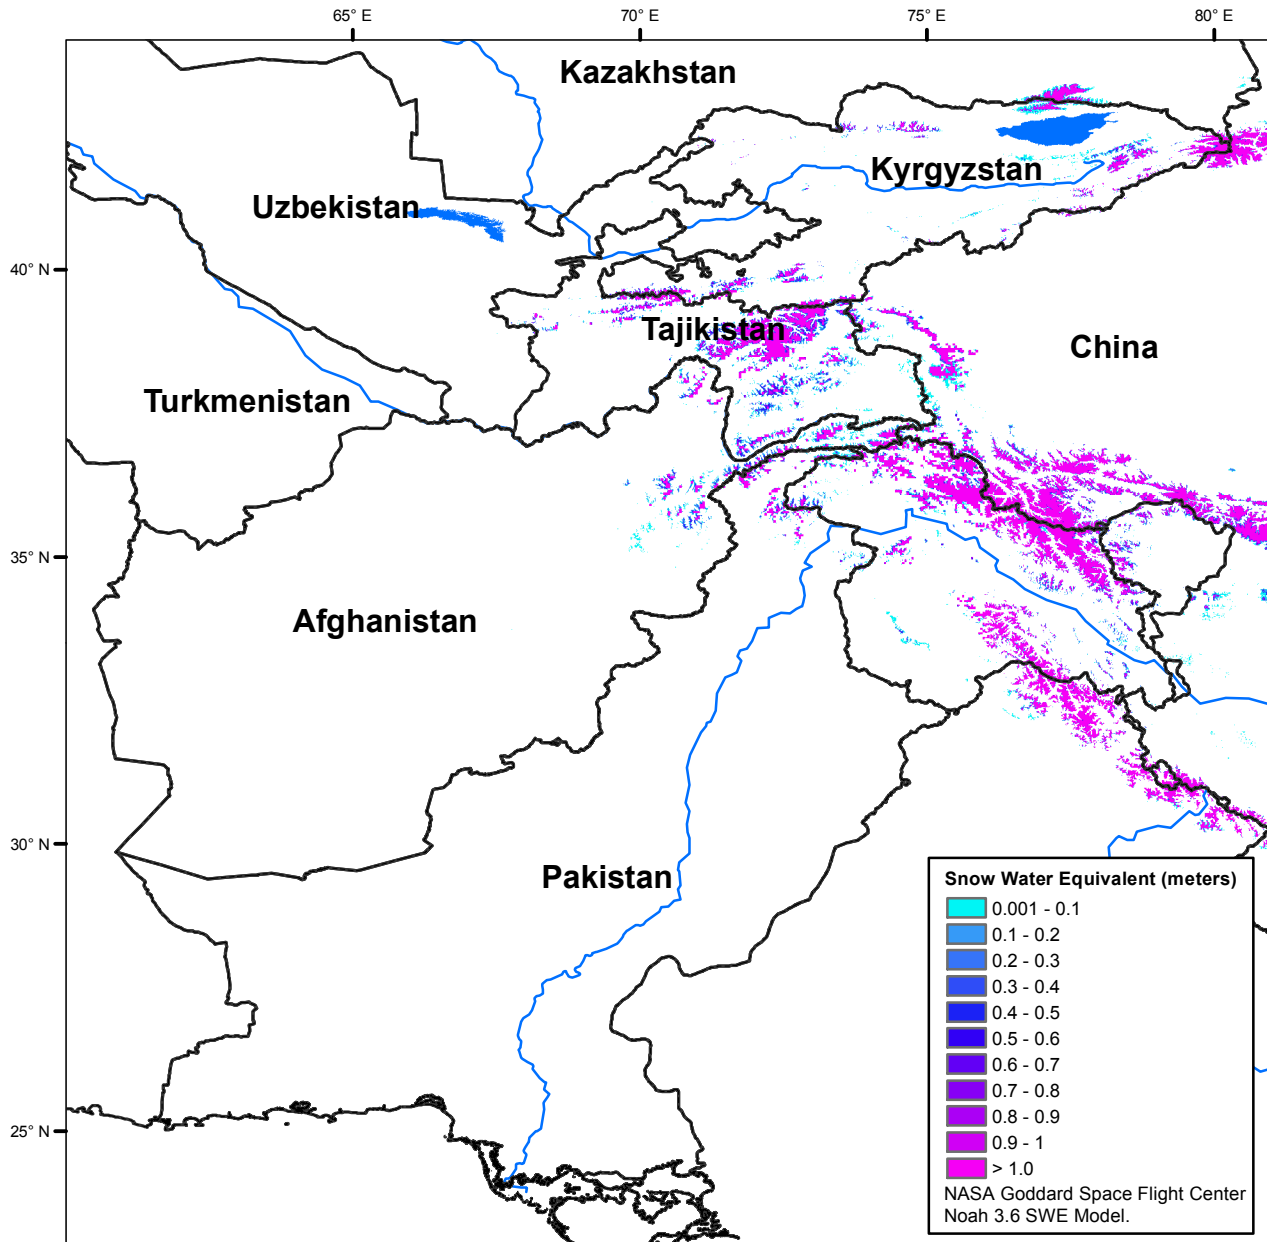 65° E
70° E
75° E
80° E
Kazakhstan
Kyrgyzstan
Uzbekistan
40° N
Tajikistan
China
Turkmenistan
35° N
Afghanistan
30° N
Pakistan
25° N
Snow Water Equivalent (meters)
0.001 - 0.1
0.1 - 0.2
0.2 - 0.3
0.3 - 0.4
0.4 - 0.5
0.5 - 0.6
0.6 - 0.7
0.7 - 0.8
0.8 - 0.9
0.9 - 1
> 1.0
NASA Goddard Space Flight Center
Noah 3.6 SWE Model.